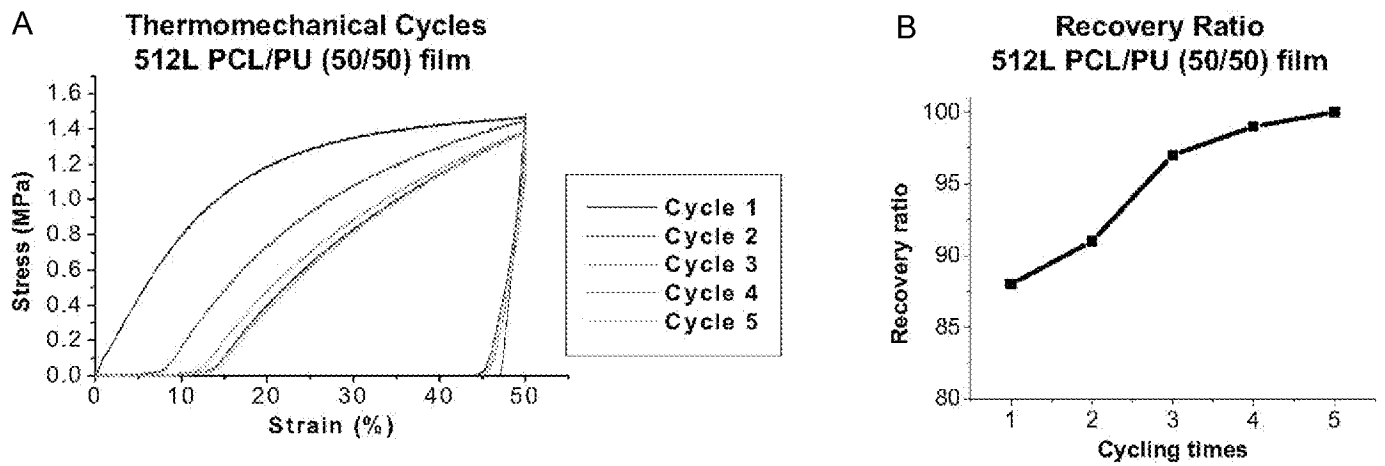 A
Thermomechanical Cycles
512L PCL/PU (50/50) film
Stress (MPa)
1.6
1.4
1.2
1.0
0.8
0.6
0.4
0.2
0.0
0
10
20
30
40
50
Strain (%)
Cycle 1
Cycle 2
Cycle 3
Cycle 4
Cycle 5
B
Recovery Ratio
512L PCL/PU (50/50) film
Recovery ratio
100
95
90
85
80
1
2
3
4
5
Cycling times